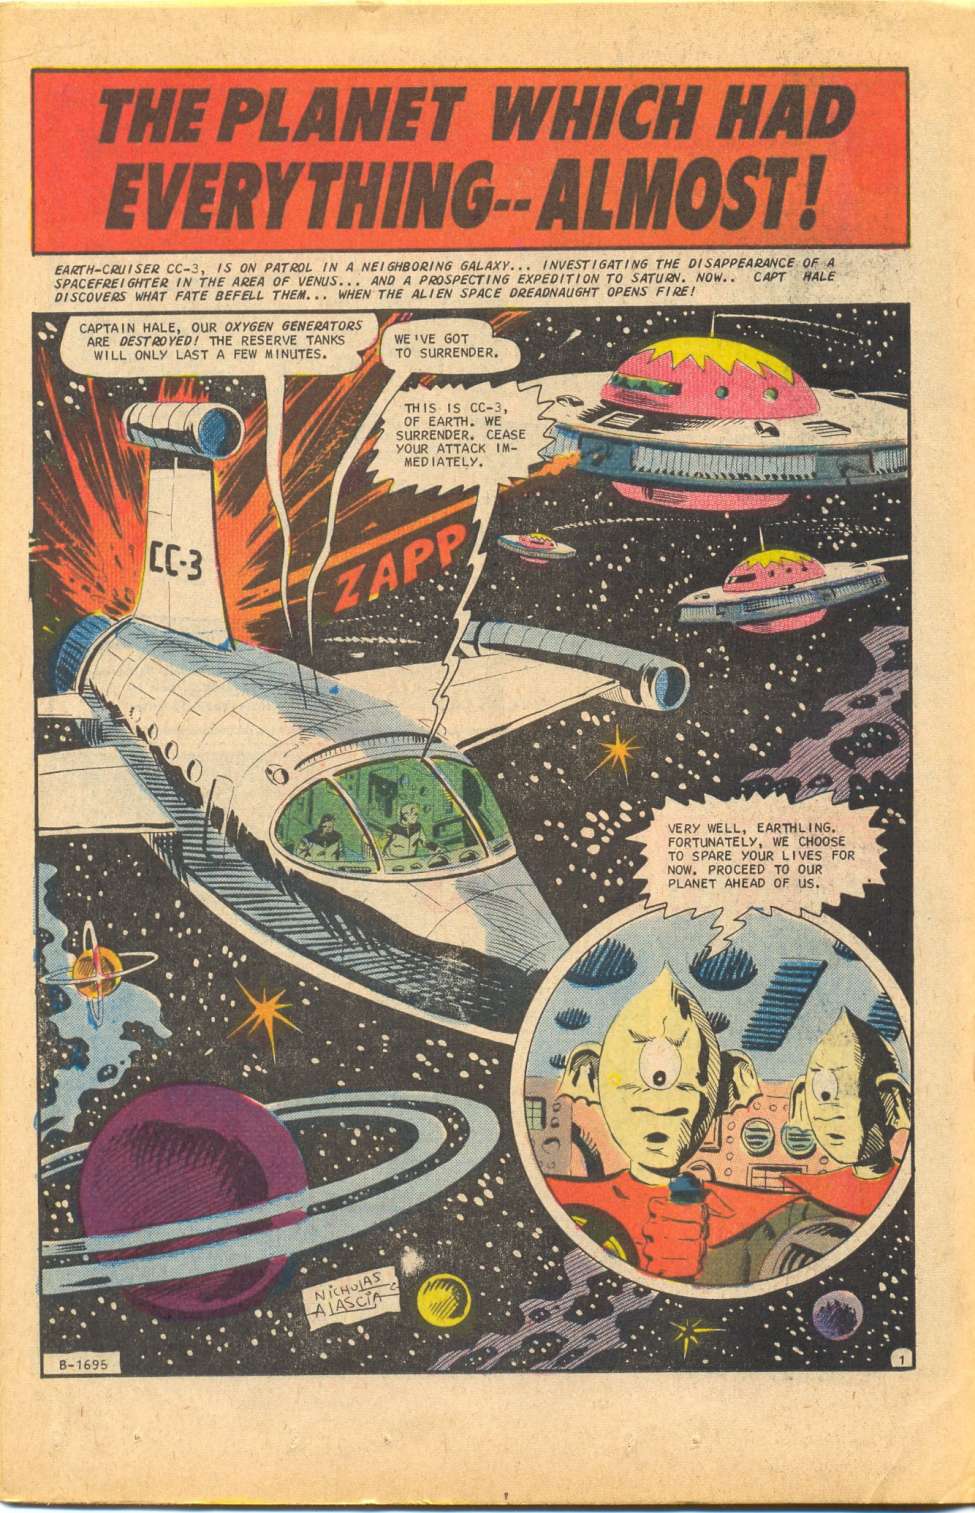 THE PLANET WHICH HAD
EVERYTHING--ALMOST!
EARTH-CRUISER CC-3, IS ON PATROL IN A NEIGHBORING GALAXY... INVESTIGATING THE DISAPPEARANCE OF A
SPACEFREIGHTER IN THE AREA OF VENUS... AND A PROSPECTING EXPEDITION TO SATURN. NOW.. CAPT HALE
DISCOVERS WHAT FATE BEFELL THEM... WHEN THE ALIEN SPACE DREADNAUGHT OPENS FIRE!
CAPTAIN HALE, OUR OXYGEN GENERATORS
ARE DESTROYED! THE RESERVE TANKS
WILL ONLY LAST A FEW MINUTES.
WE'VE GOT
TO SURRENDER.
THIS IS CC-3,
OF EARTH. WE
SURRENDER. CEASE
YOUR ATTACK IM-
MEDIATELY.
CC-3
ZAPP
VERY WELL, EARTHLING.
FORTUNATELY, WE CHOOSE
TO SPARE YOUR LIVES FOR
NOW. PROCEED TO OUR
PLANET AHEAD OF US.
NICHOLAS
ALASCIA
B-1695
1